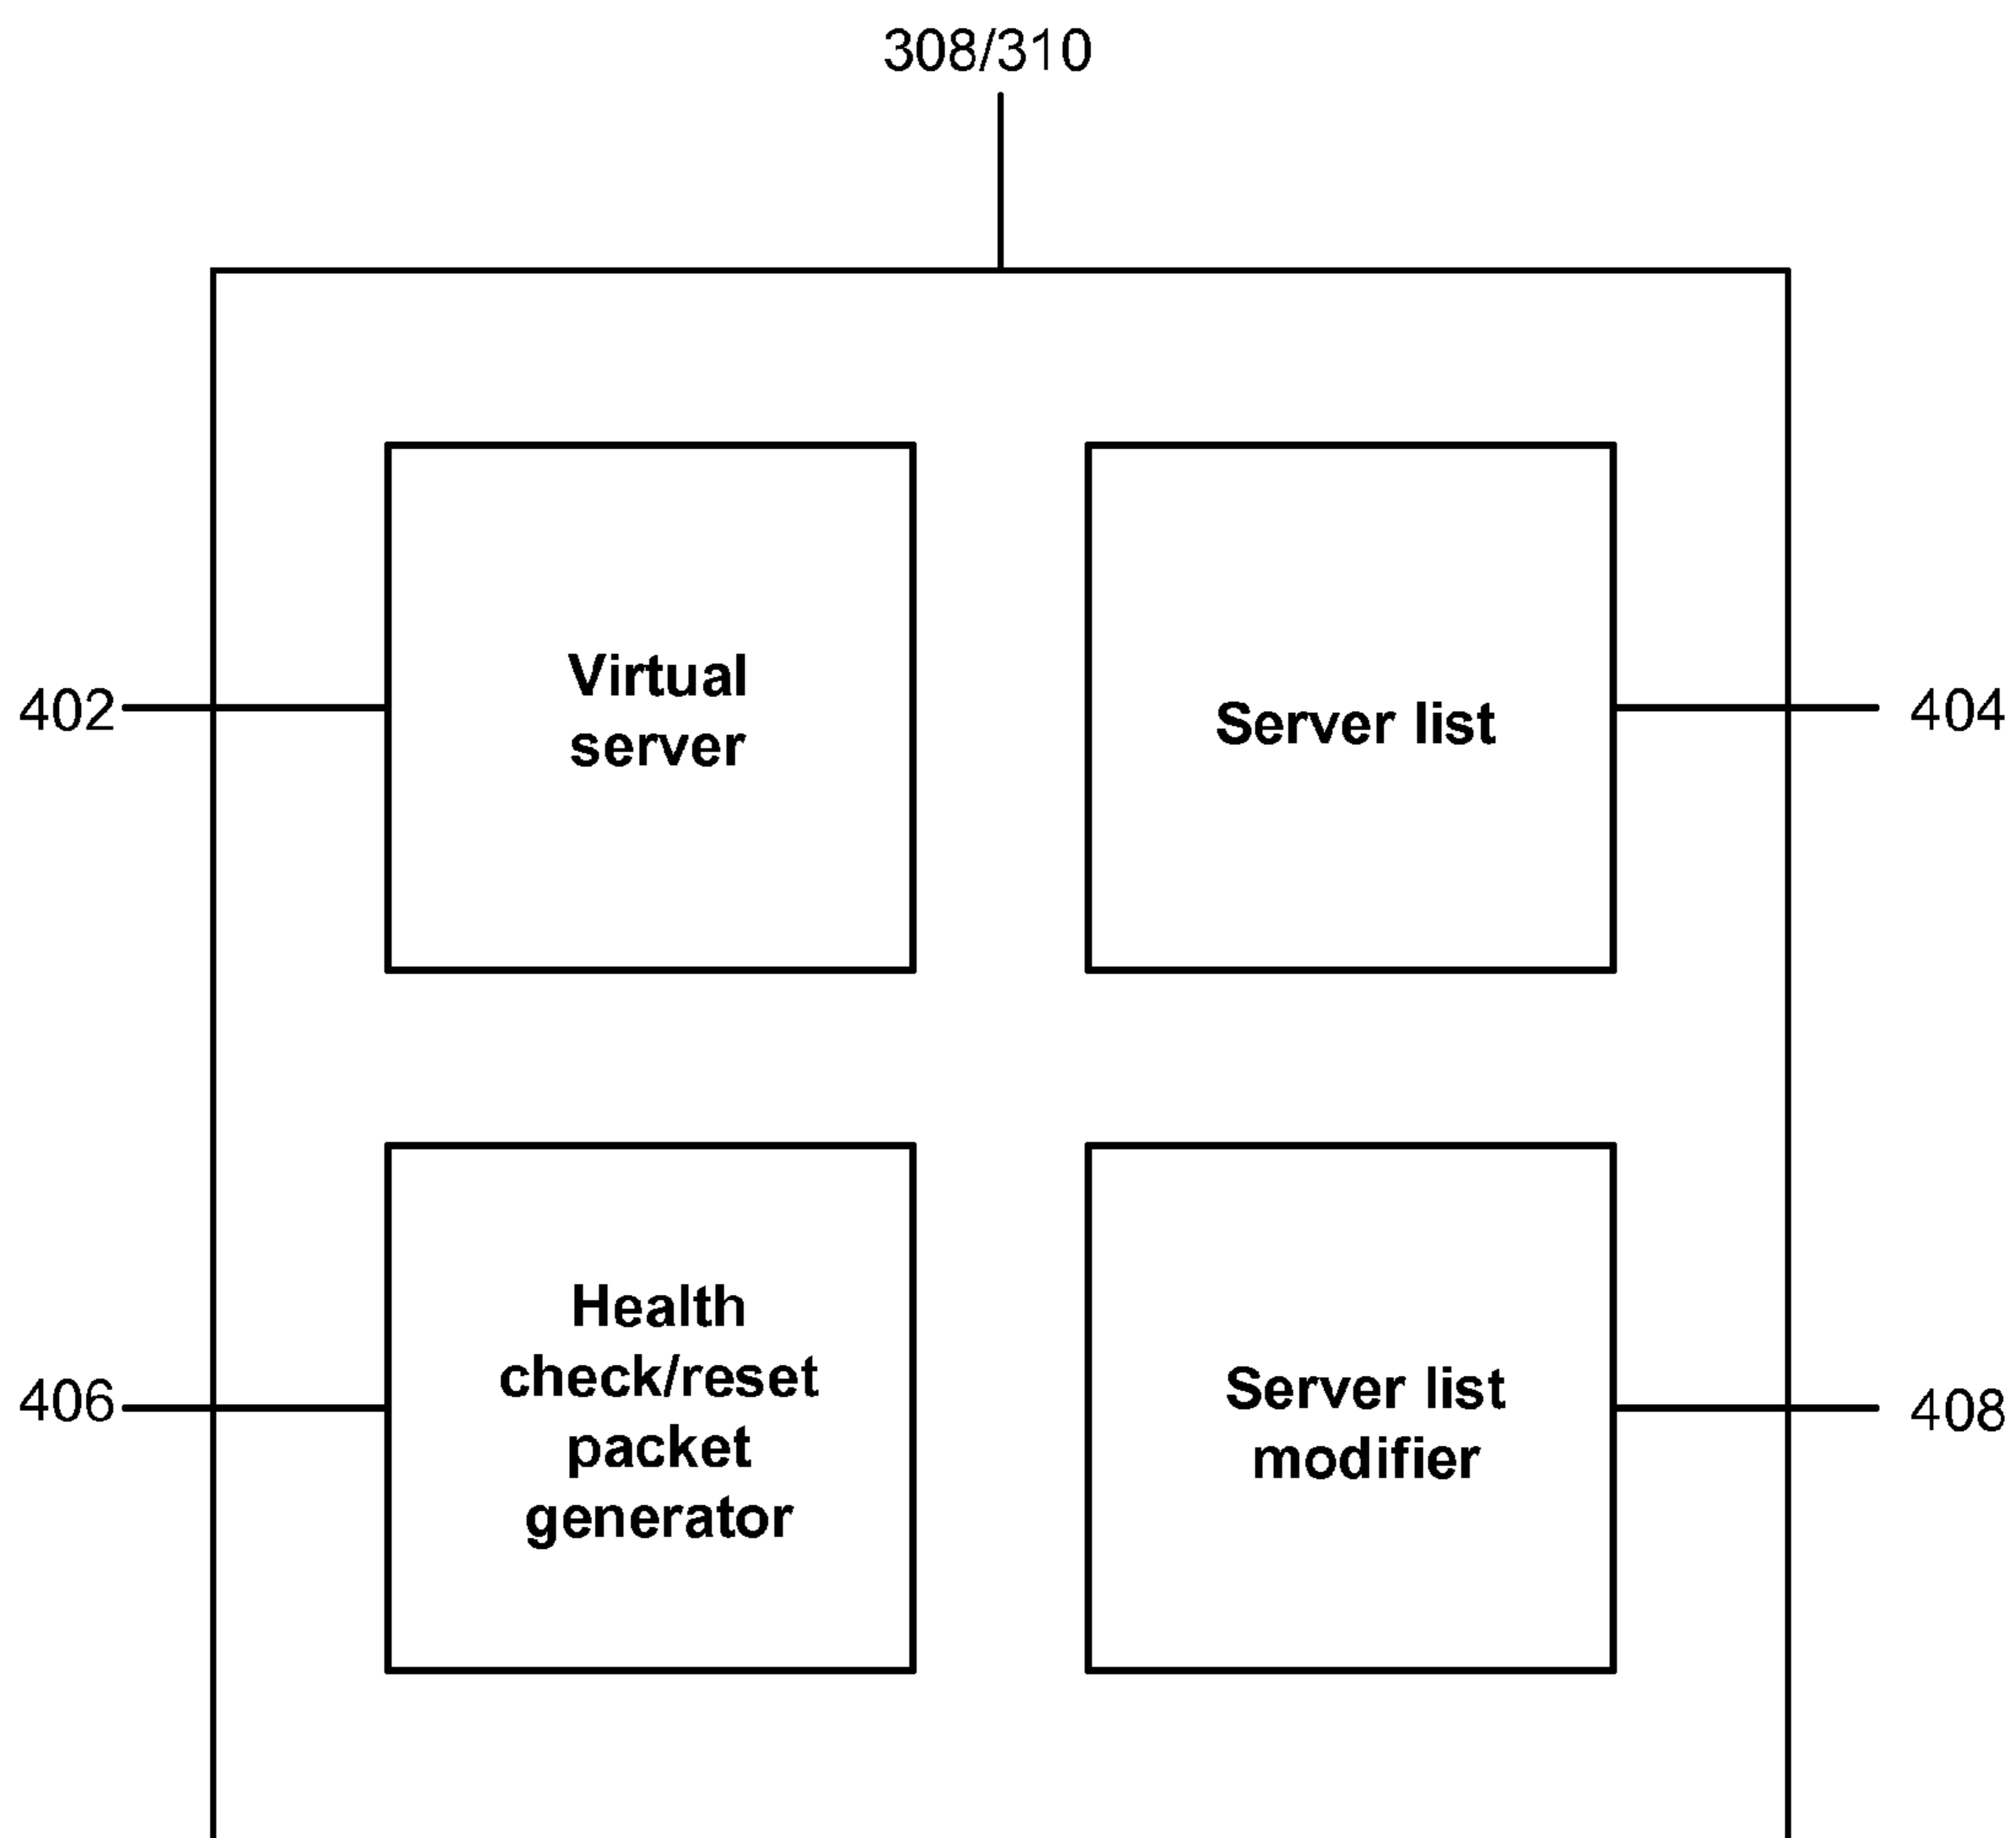 308/310
Virtual
server
Server list
402
404
Health
check/reset
packet
generator
Server list
modifier
406
408